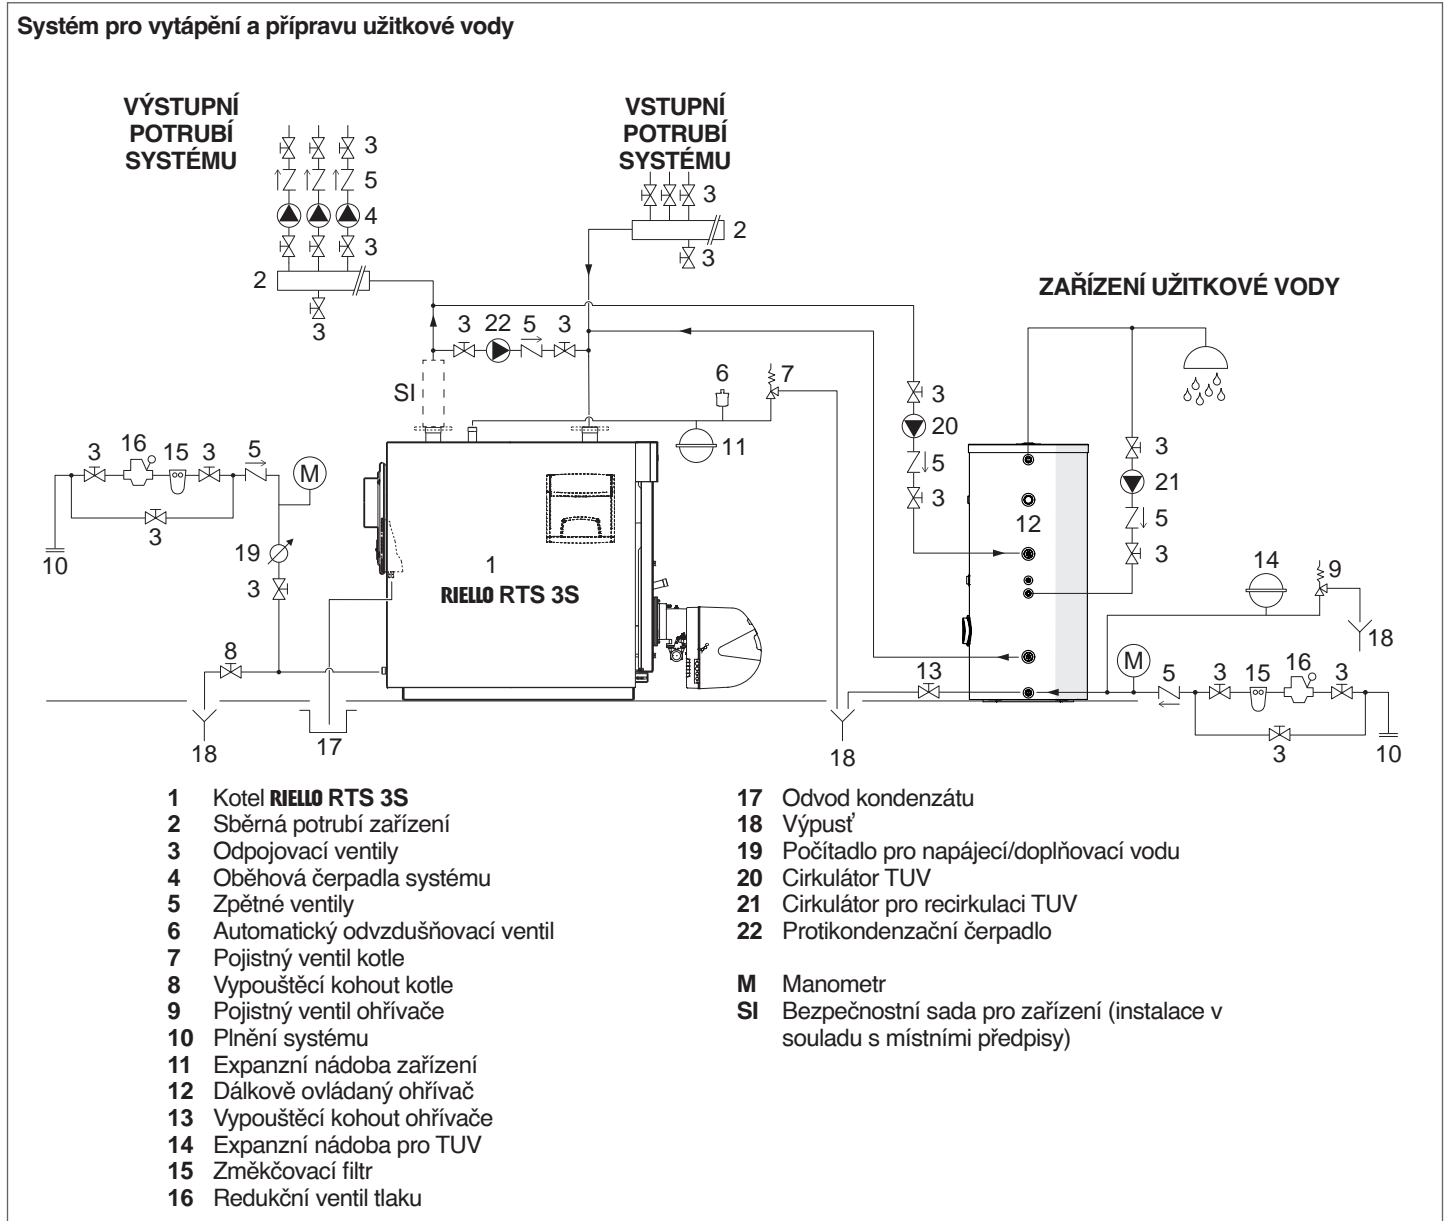 Systém pro vytápění a přípravu užitkové vody
VÝSTUPNÍ
POTRUBÍ
SYSTÉMU
VSTUPNÍ
POTRUBÍ
SYSTÉMU
3
5
4
3
2
3
3
2
3
ZAŘÍZENÍ UŽITKOVÉ VODY
3 22 5 3
SI
6
7
11
3
20
5
3
3
21
5
3
12
3 16 15 3 5
M
3
10
19
3
1
RIELLO RTS 3S
8
18
17
14
9
18
13
M
5 3 15 16 3
3
10
18
1 Kotel RIELLO RTS 3S
2 Sběrná potrubí zařízení
3 Odpojovací ventily
4 Oběhová čerpadla systému
5 Zpětné ventily
6 Automatický odvzdušňovací ventil
7 Pojistný ventil kotle
8 Vypouštěcí kohout kotle
9 Pojistný ventil ohřívače
10 Plnění systému
11 Expanzní nádoba zařízení
12 Dálkově ovládaný ohřívač
13 Vypouštěcí kohout ohřívače
14 Expanzní nádoba pro TUV
15 Změkčovací filtr
16 Redukční ventil tlaku
17 Odvod kondenzátu
18 Výpusť
19 Počítadlo pro napájecí/doplňovací vodu
20 Cirkulátor TUV
21 Cirkulátor pro recirkulaci TUV
22 Protikondenzační čerpadlo
M Manometr
SI Bezpečnostní sada pro zařízení (instalace v
souladu s místními předpisy)